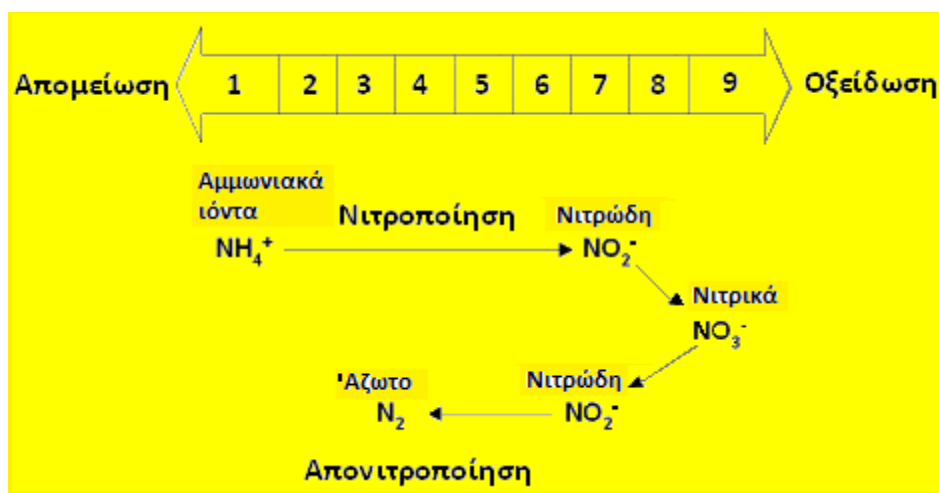 Απομείωση 1 2 3 4 5 6 7 8 9 Οξείδωση
Αμμωνιακά
ιόντα
Νιτροποίηση
Νιτρώδη
NH₄⁺
NO₂⁻
Νιτρικά
NO₃⁻
'Αζωτο
Νιτρώδη
N₂
NO₂⁻
Απονιτροποίηση